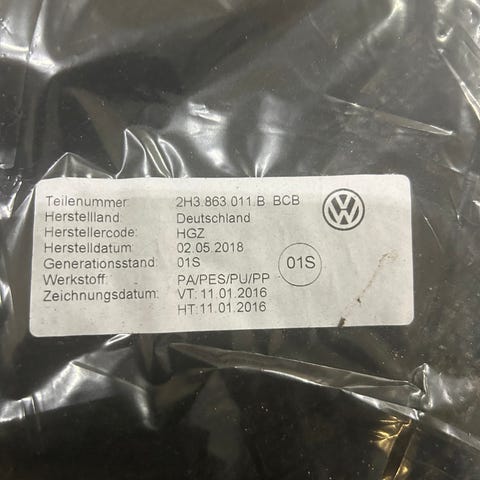 Teilenummer: 2H3 863 011 B BCB
Herstelland: Deutschland
Herstellercode: HGZ
Herstelldatum: 02.05.2018
Generationsstand: 01S
Werkstoff: PA/PES/PU/PP
Zeichnungsdatum: VT: 11.01.2016
HT: 11.01.2016
01S